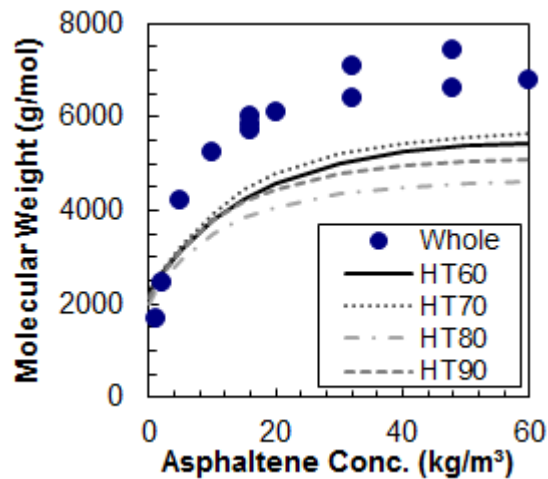 8000
6000
4000
2000
0
Molecular Weight (g/mol)
Whole
HT60
HT70
HT80
HT90
0 20 40 60
Asphaltene Conc. (kg/m³)